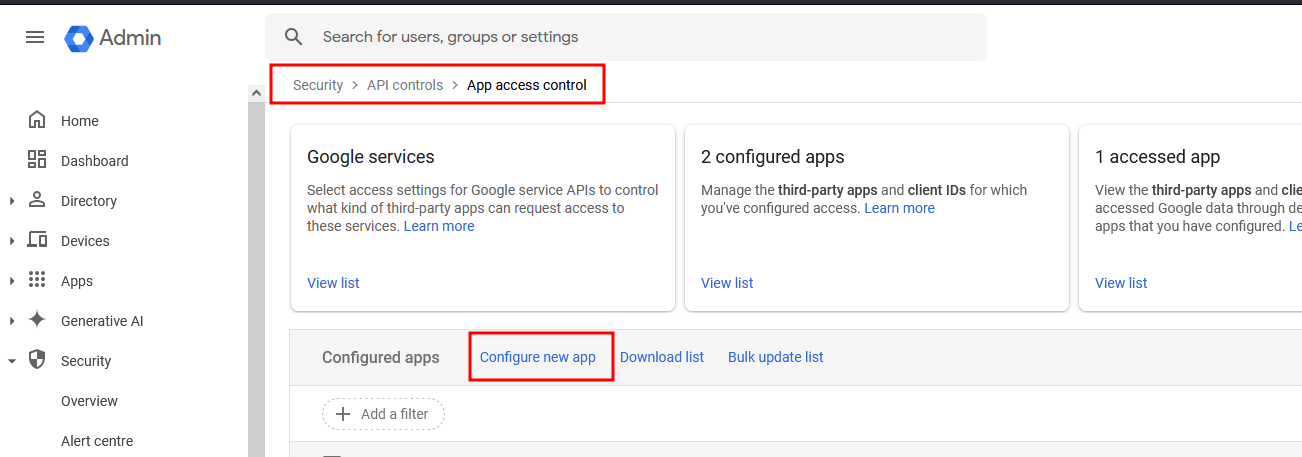 Admin
Search for users, groups or settings
Security > API controls > App access control
Home
Dashboard
Directory
Devices
Apps
Generative AI
Security
Overview
Alert centre
Google services
Select access settings for Google service APIs to control
what kind of third-party apps can request access to
these services. Learn more
View list
2 configured apps
Manage the third-party apps and client IDs for which
you've configured access. Learn more
View list
1 accessed app
View the third-party apps and clie
accessed Google data through de
apps that you have configured. Le
View list
Configured apps Configure new app Download list Bulk update list
Add a filter